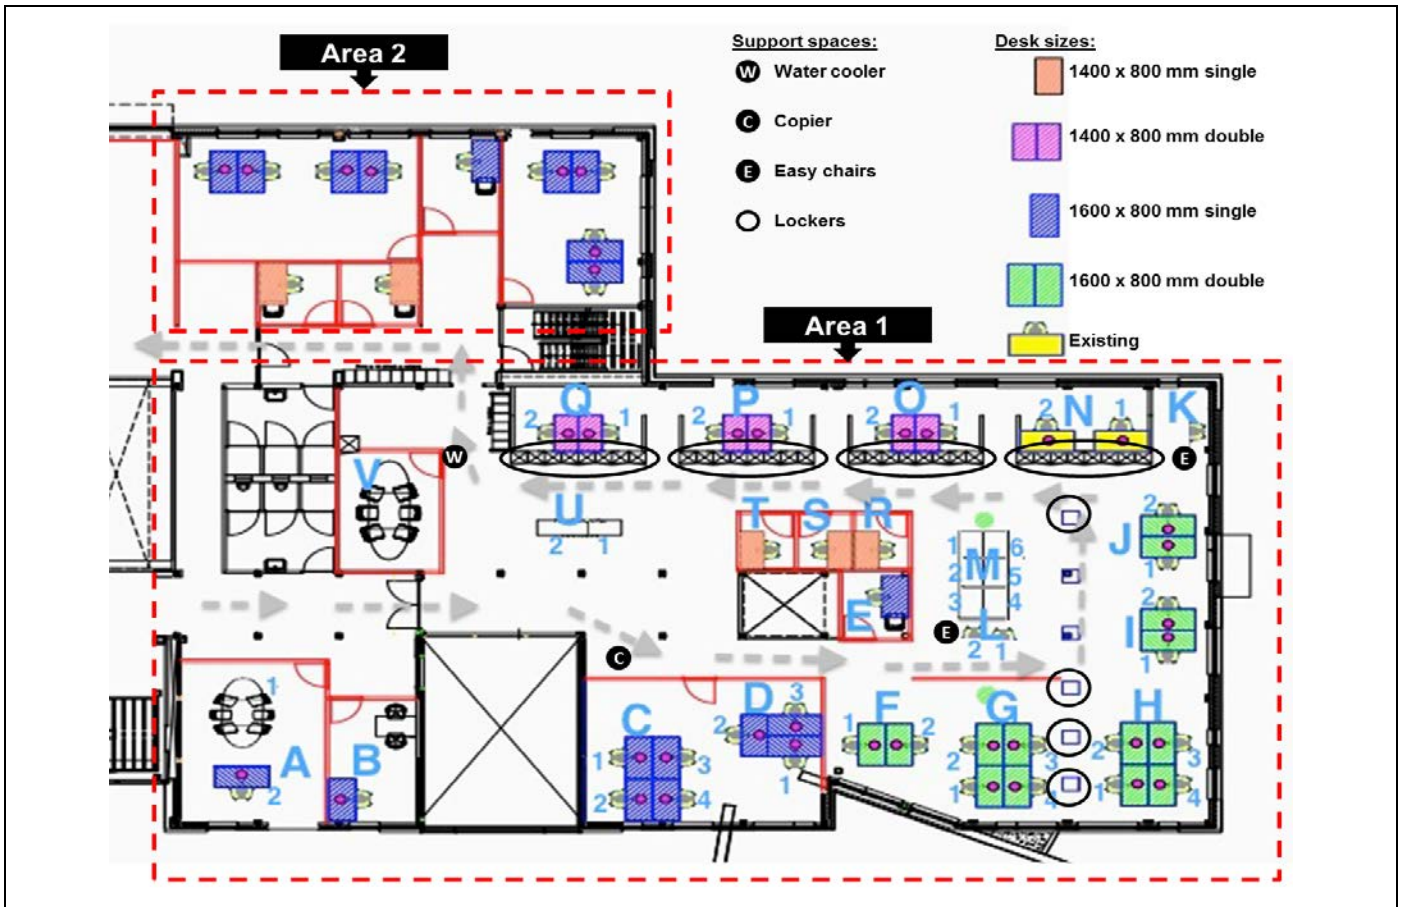 Area 2
Support spaces:
W Water cooler
C Copier
E Easy chairs
Lockers
Desk sizes:
1400 x 800 mm single
1400 x 800 mm double
1600 x 800 mm single
1600 x 800 mm double
Existing
Area 1
Q P O N K
2 1 2 1 2 1 2 1
V W E
U T S R
2 1
M
1 6
2 5
3 4
J
2
1
E E L
2 1
I
2
1
C
A
1
2
B
C
1 3
2 4
D
3
2
1
F
1 2
G
2 3
1 4
H
2 3
1 4